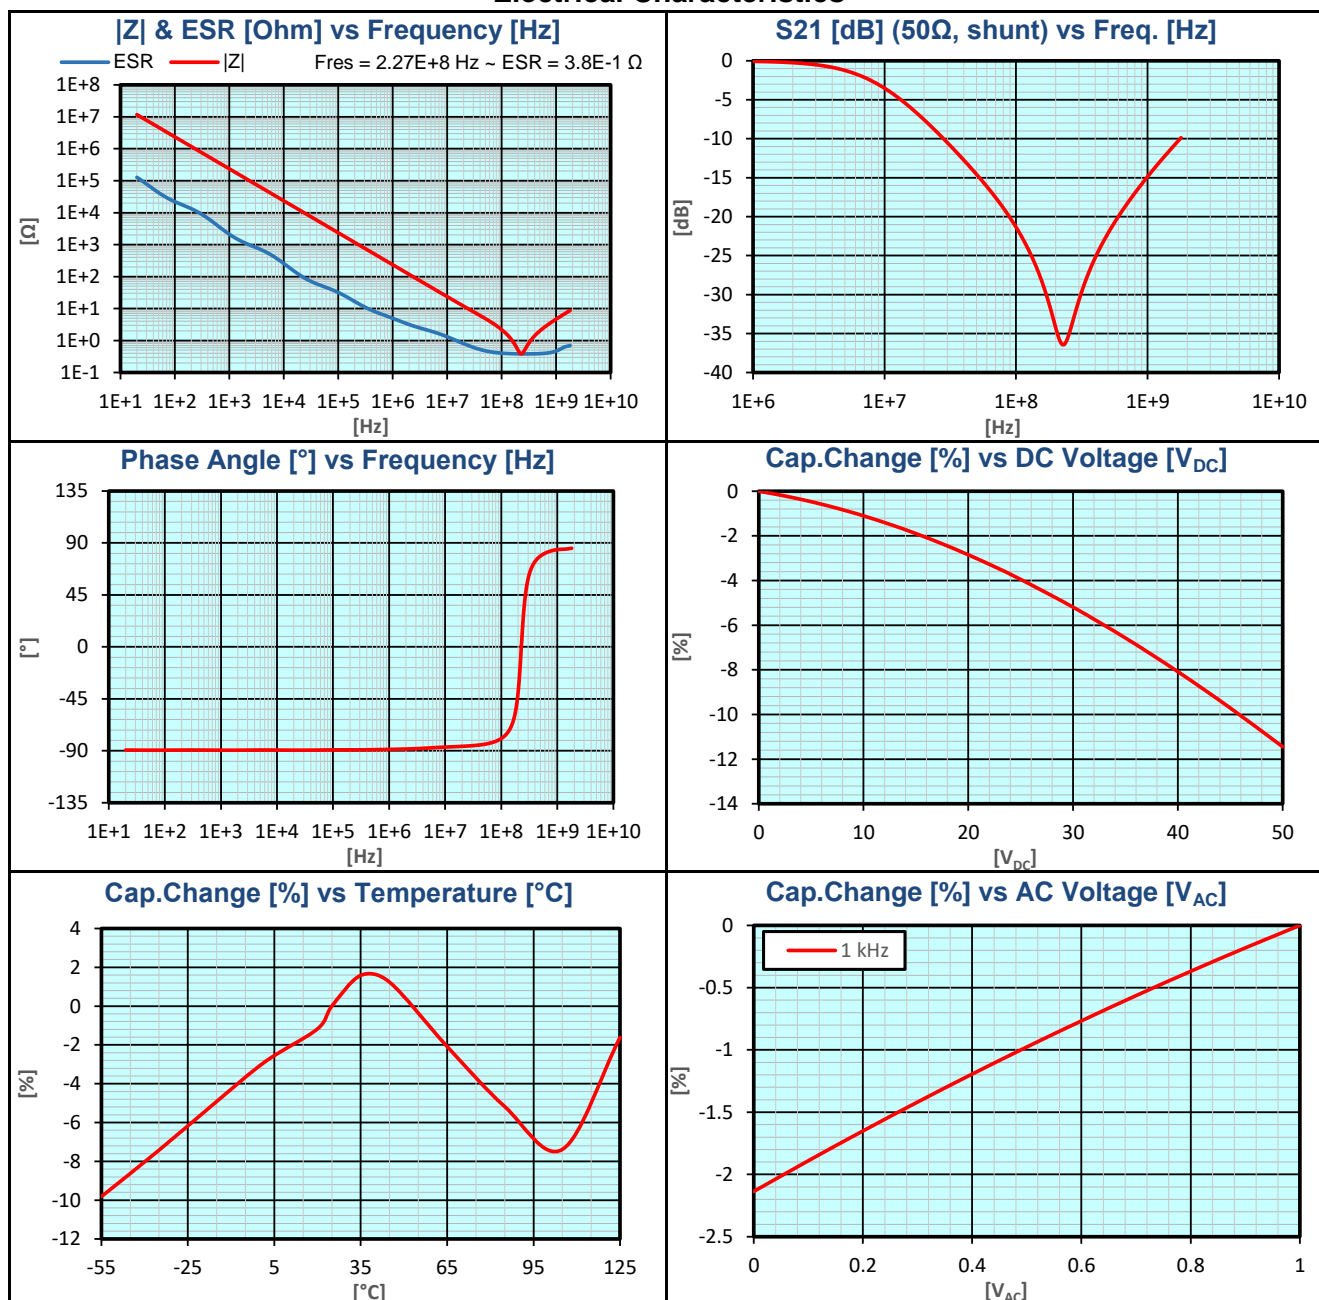 Electrical Characteristics
|Z| & ESR [Ohm] vs Frequency [Hz]
ESR |Z| Fres = 2.27E+8 Hz ~ ESR = 3.8E-1 Ω
1E+8
1E+7
1E+6
1E+5
1E+4
1E+3
1E+2
1E+1
1E+0
1E-1
[Ω]
1E+1 1E+2 1E+3 1E+4 1E+5 1E+6 1E+7 1E+8 1E+9 1E+10
[Hz]
S21 [dB] (50Ω, shunt) vs Freq. [Hz]
0
-5
-10
-15
-20
-25
-30
-35
-40
[dB]
1E+6 1E+7 1E+8 1E+9 1E+10
[Hz]
Phase Angle [°] vs Frequency [Hz]
135
90
45
0
-45
-90
-135
[°]
1E+1 1E+2 1E+3 1E+4 1E+5 1E+6 1E+7 1E+8 1E+9 1E+10
[Hz]
Cap.Change [%] vs DC Voltage [VDC]
0
-2
-4
-6
-8
-10
-12
-14
[%]
0 10 20 30 40 50
[VDC]
Cap.Change [%] vs Temperature [°C]
4
2
0
-2
-4
-6
-8
-10
-12
[%]
-55 -25 5 35 65 95 125
[°C]
Cap.Change [%] vs AC Voltage [VAC]
1 kHz
0
-0.5
-1
-1.5
-2
-2.5
[%]
0 0.2 0.4 0.6 0.8 1
[VAC]